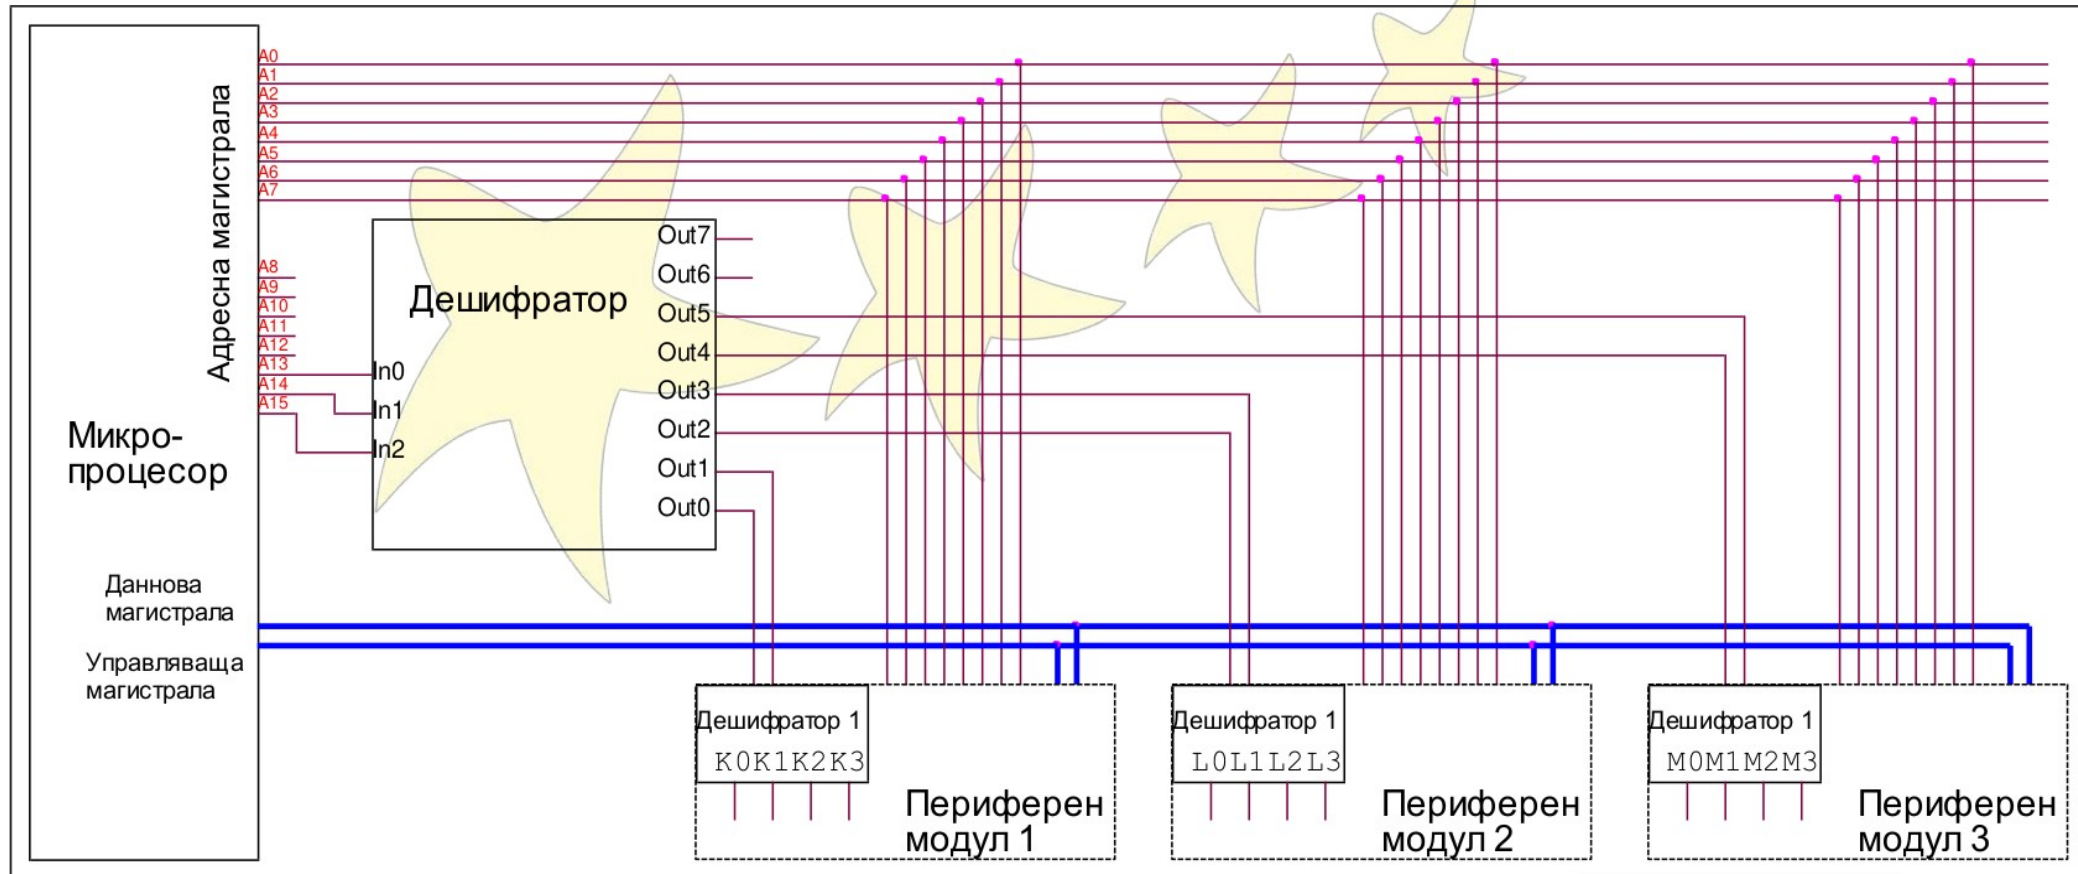 A0
A1
A2
A3
A4
A5
A6
A7
Адресна магистрала
A8
A9
A10
A11
A12
A13
A14
A15
Микро-
процесор
Даннова
магистрала
Управляваща
магистрала
Дешифратор
In0
In1
In2
Out7
Out6
Out5
Out4
Out3
Out2
Out1
Out0
Дешифратор 1
K0K1K2K3
Периферен
модул 1
Дешифратор 1
L0L1L2L3
Периферен
модул 2
Дешифратор 1
M0M1M2M3
Периферен
модул 3